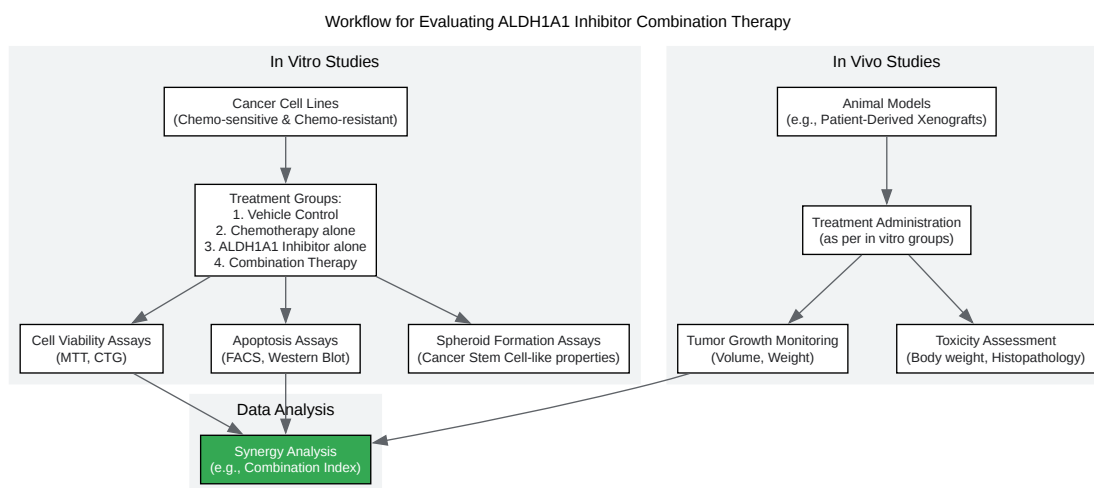 Workflow for Evaluating ALDH1A1 Inhibitor Combination Therapy
In Vitro Studies
Cancer Cell Lines
(Chemo-sensitive & Chemo-resistant)
Treatment Groups:
1. Vehicle Control
2. Chemotherapy alone
3. ALDH1A1 Inhibitor alone
4. Combination Therapy
Cell Viability Assays
(MTT, CTG)
Apoptosis Assays
(FACS, Western Blot)
Spheroid Formation Assays
(Cancer Stem Cell-like properties)
In Vivo Studies
Animal Models
(e.g., Patient-Derived Xenografts)
Treatment Administration
(as per in vitro groups)
Tumor Growth Monitoring
(Volume, Weight)
Toxicity Assessment
(Body weight, Histopathology)
Data Analysis
Synergy Analysis
(e.g., Combination Index)